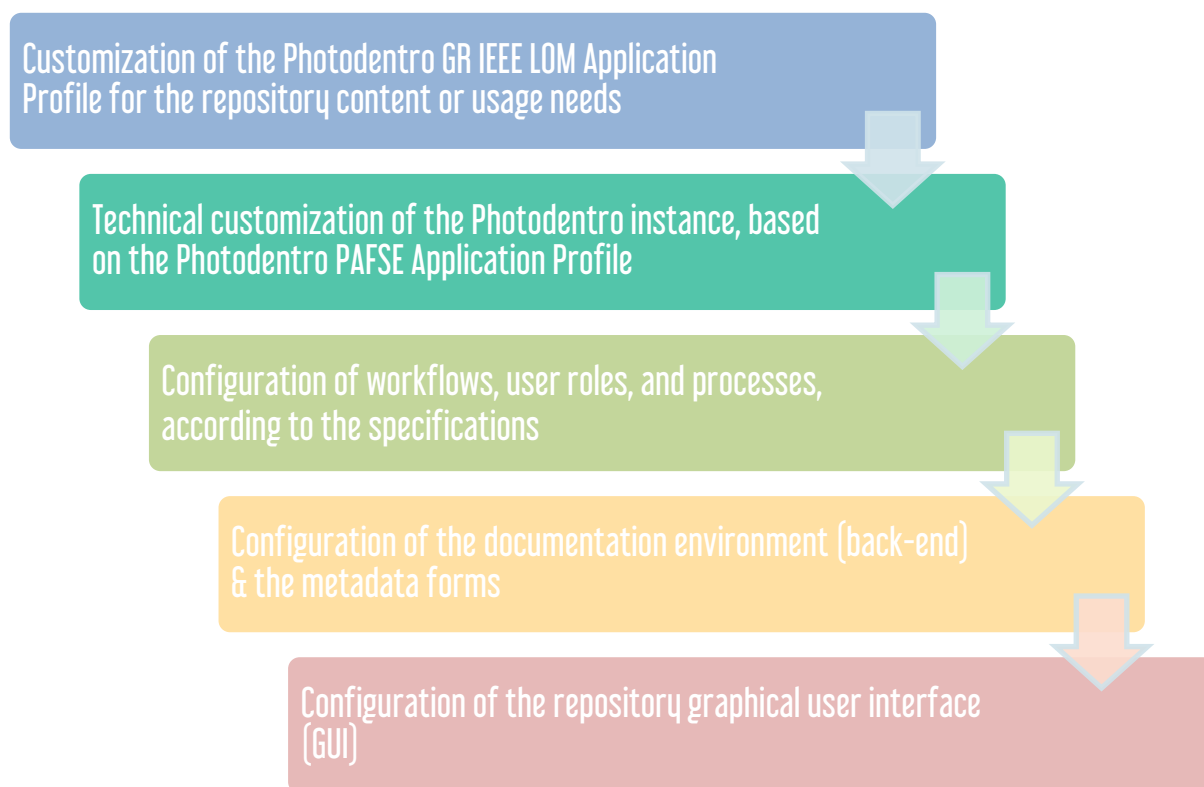 Customization of the Photodentro GR IEEE LOM Application
Profile for the repository content or usage needs
Technical customization of the Photodentro instance, based
on the Photodentro PAFSE Application Profile
Configuration of workflows, user roles, and processes,
according to the specifications
Configuration of the documentation environment (back-end)
& the metadata forms
Configuration of the repository graphical user interface
(GUI)